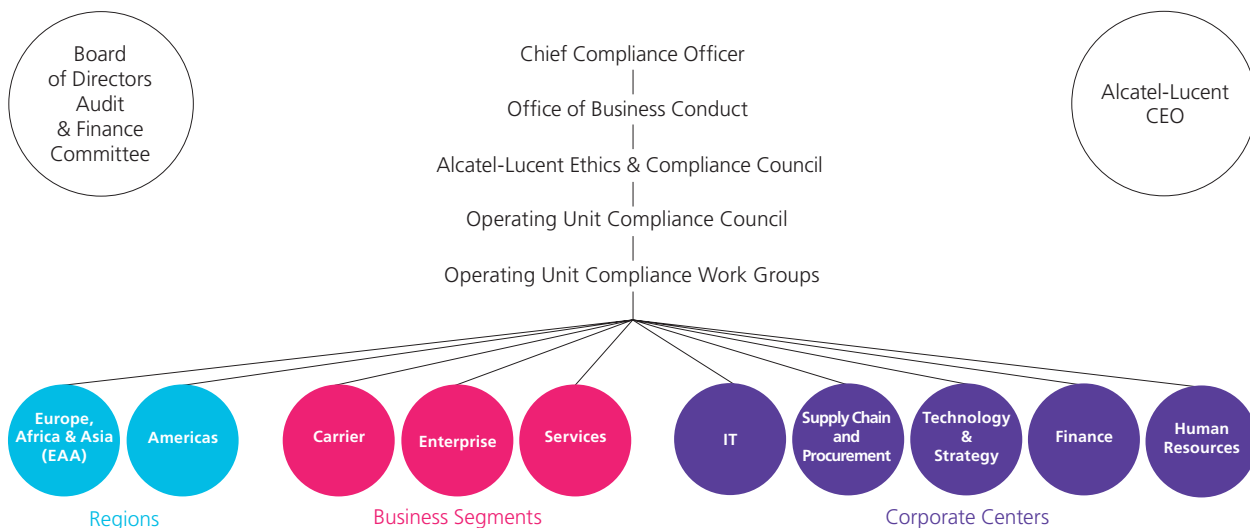 Board
of Directors
Audit
& Finance
Committee
Chief Compliance Officer
Office of Business Conduct
Alcatel-Lucent Ethics & Compliance Council
Operating Unit Compliance Council
Operating Unit Compliance Work Groups
Alcatel-Lucent
CEO
Europe,
Africa & Asia
(EAA)
Americas
Carrier
Enterprise
Services
IT
Supply Chain
and
Procurement
Technology
&
Strategy
Finance
Human
Resources
Regions
Business Segments
Corporate Centers